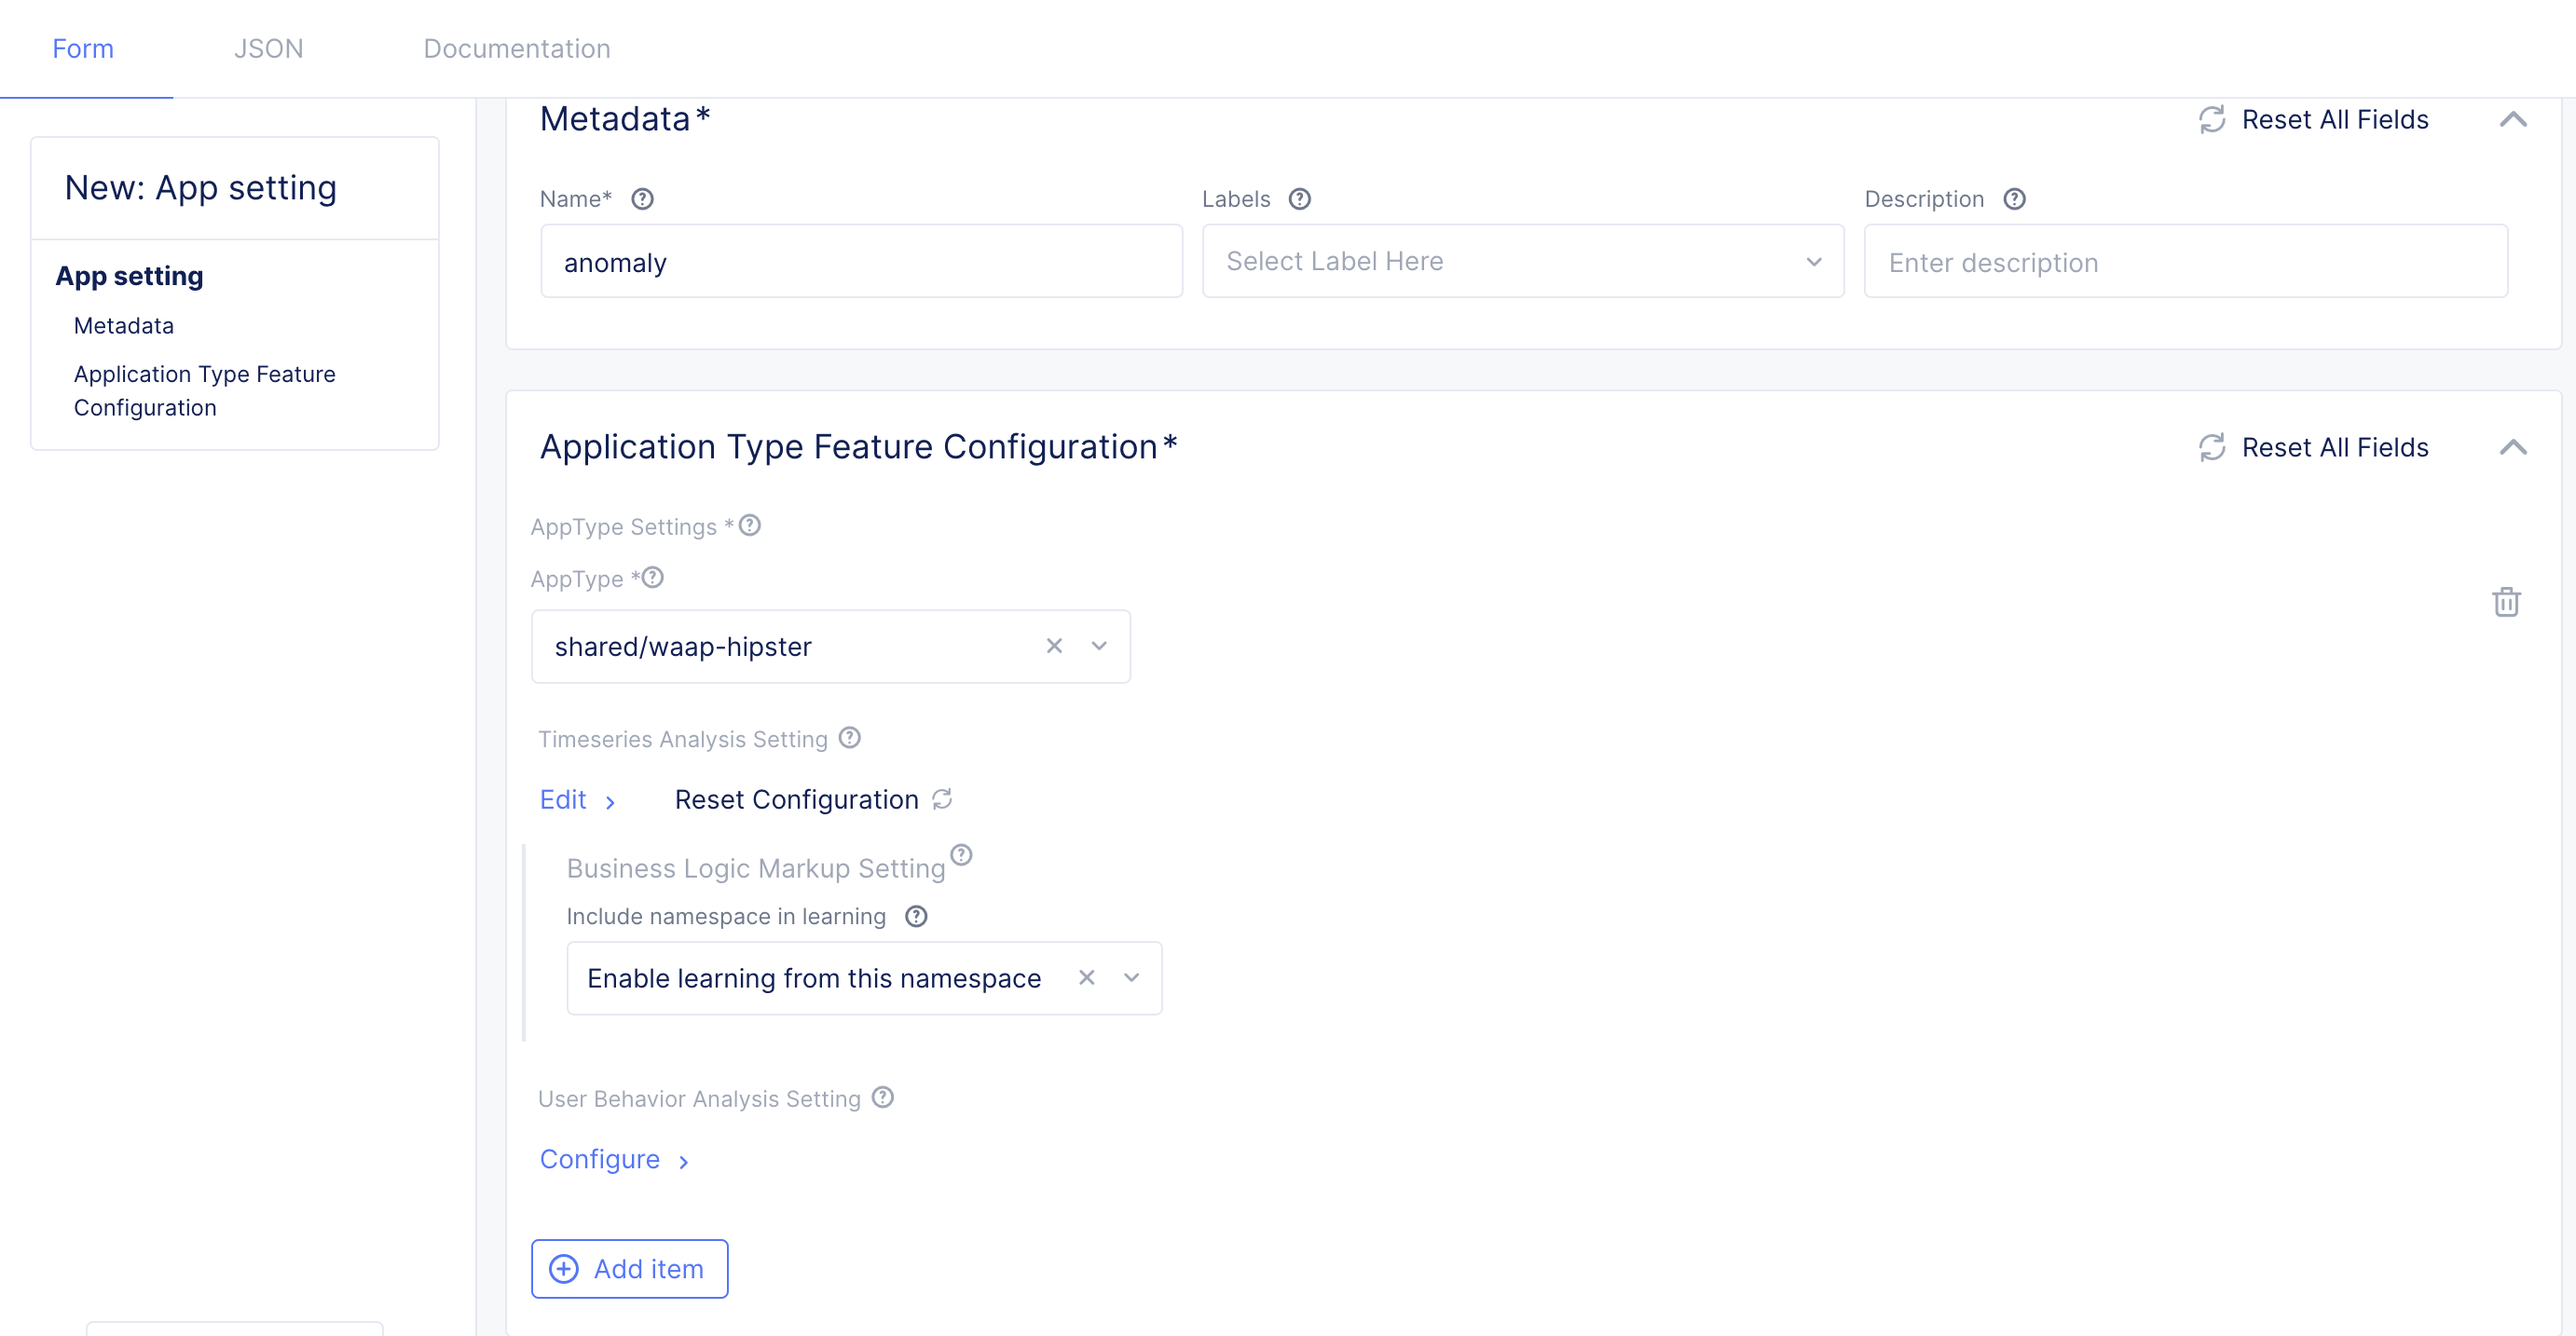 Form JSON Documentation
New: App setting
App setting
Metadata
Application Type Feature
Configuration
Metadata* Reset All Fields
Name* Labels Description
anomaly Select Label Here Enter description
Application Type Feature Configuration* Reset All Fields
AppType Settings *
AppType *
shared/waap-hipster
Timeseries Analysis Setting
Edit Reset Configuration
Business Logic Markup Setting
Include namespace in learning
Enable learning from this namespace
User Behavior Analysis Setting
Configure
Add item